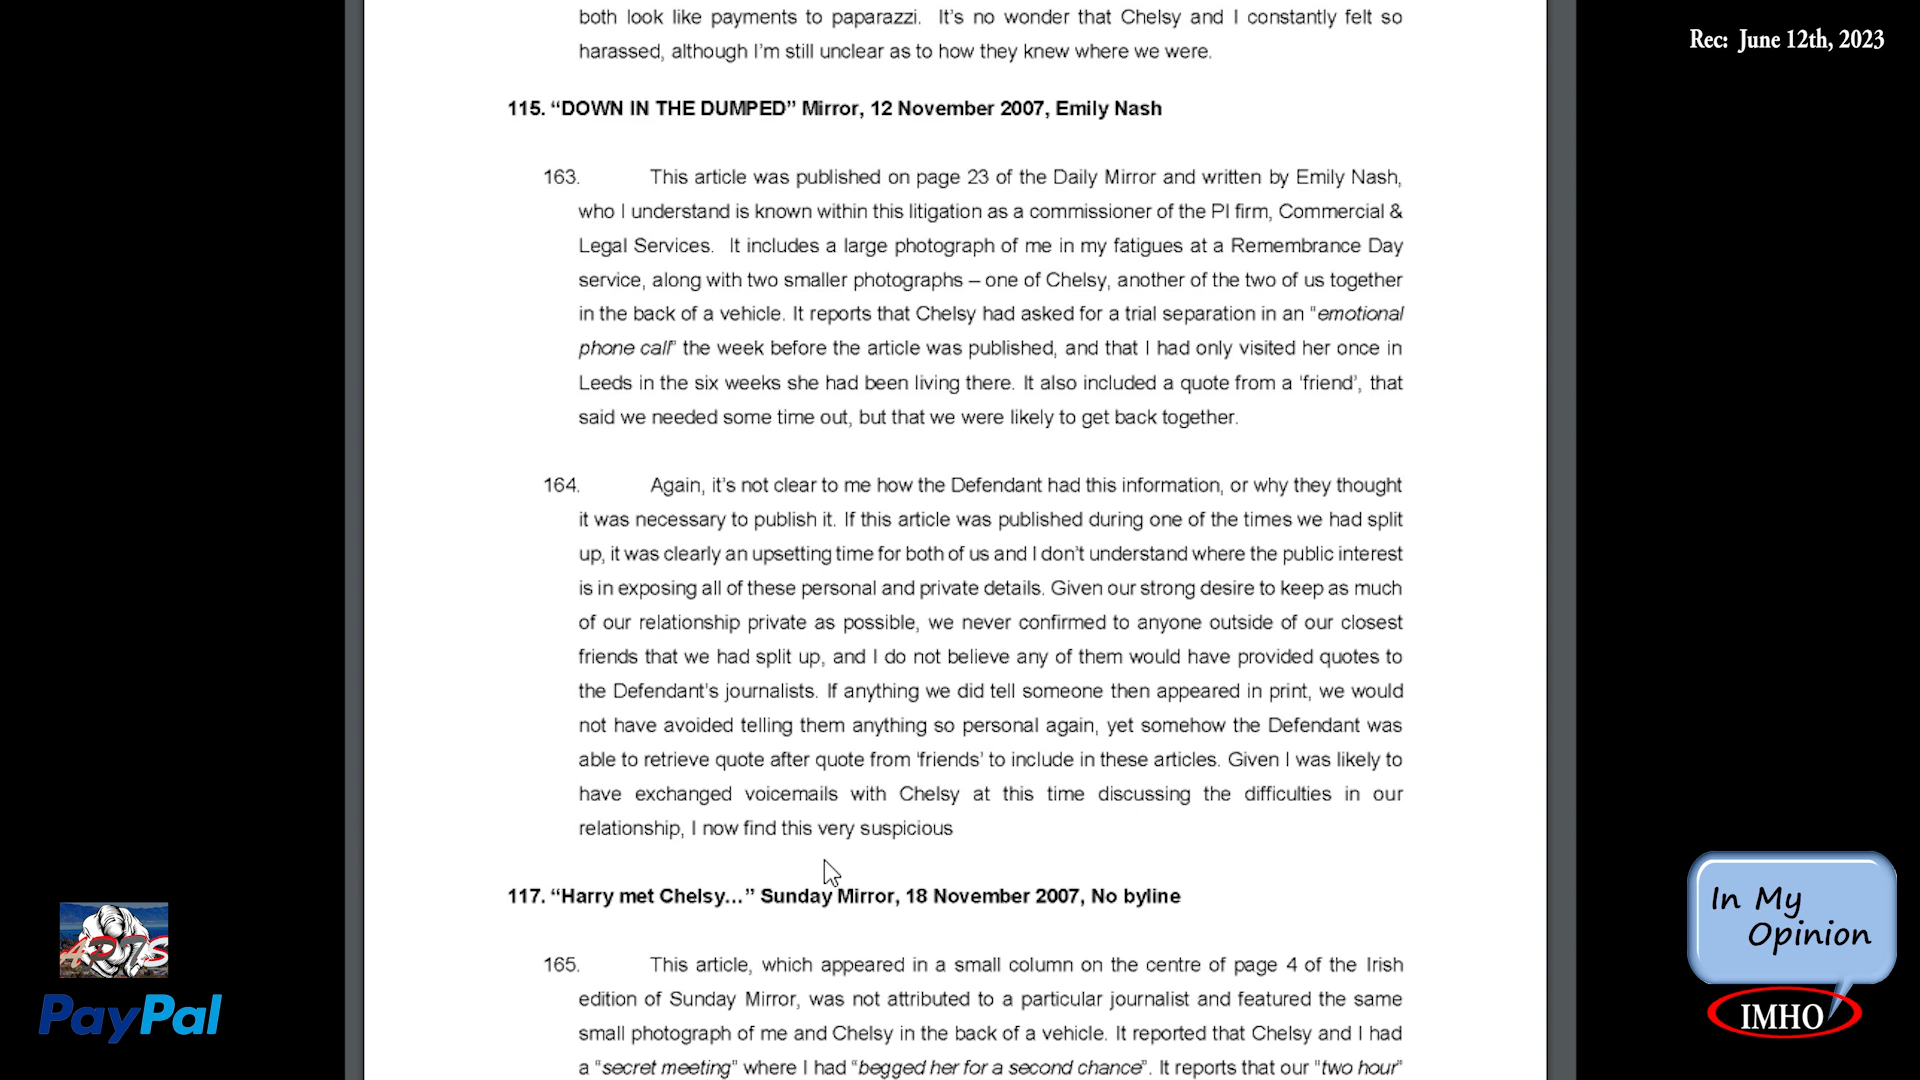 both look like payments to paparazzi. It's no wonder that Chelsy and I constantly felt so
harassed, although I'm still unclear as to how they knew where we were.
Rec: June 12th, 2023
115. “DOWN IN THE DUMPED” Mirror, 12 November 2007, Emily Nash
163. This article was published on page 23 of the Daily Mirror and written by Emily Nash,
who I understand is known within this litigation as a commissioner of the PI firm, Commercial &
Legal Services. It includes a large photograph of me in my fatigues at a Remembrance Day
service, along with two smaller photographs – one of Chelsy, another of the two of us together
in the back of a vehicle. It reports that Chelsy had asked for a trial separation in an “emotional
phone call” the week before the article was published, and that I had only visited her once in
Leeds in the six weeks she had been living there. It also included a quote from a ‘friend’, that
said we needed some time out, but that we were likely to get back together.
164. Again, it's not clear to me how the Defendant had this information, or why they thought
it was necessary to publish it. If this article was published during one of the times we had split
up, it was clearly an upsetting time for both of us and I don't understand where the public interest
is in exposing all of these personal and private details. Given our strong desire to keep as much
of our relationship private as possible, we never confirmed to anyone outside of our closest
friends that we had split up, and I do not believe any of them would have provided quotes to
the Defendant's journalists. If anything we did tell someone then appeared in print, we would
not have avoided telling them anything so personal again, yet somehow the Defendant was
able to retrieve quote after quote from ‘friends’ to include in these articles. Given I was likely to
have exchanged voicemails with Chelsy at this time discussing the difficulties in our
relationship, I now find this very suspicious
117. “Harry met Chelsy...” Sunday Mirror, 18 November 2007, No byline
165. This article, which appeared in a small column on the centre of page 4 of the Irish
edition of Sunday Mirror, was not attributed to a particular journalist and featured the same
small photograph of me and Chelsy in the back of a vehicle. It reported that Chelsy and I had
a “secret meeting” where I had “begged her for a second chance”. It reports that our “two hour”
PayPal
In My
Opinion
IMHO